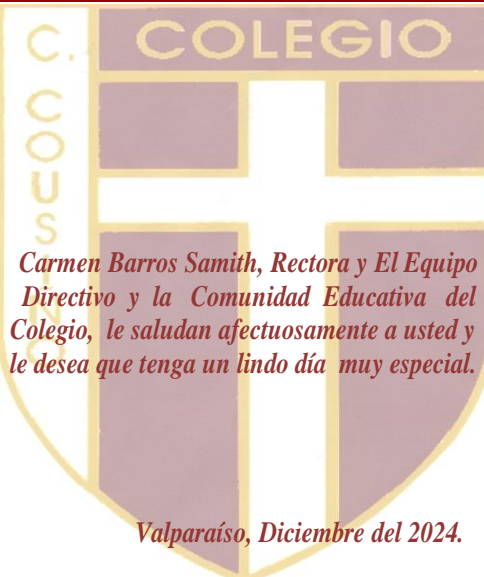 C. COLEGIO
COUSIÑO
Carmen Barros Samith, Rectora y El Equipo
Directivo y la Comunidad Educativa del
Colegio, le saludan afectuosamente a usted y
le desea que tenga un lindo día muy especial.
Valparaíso, Diciembre del 2024.